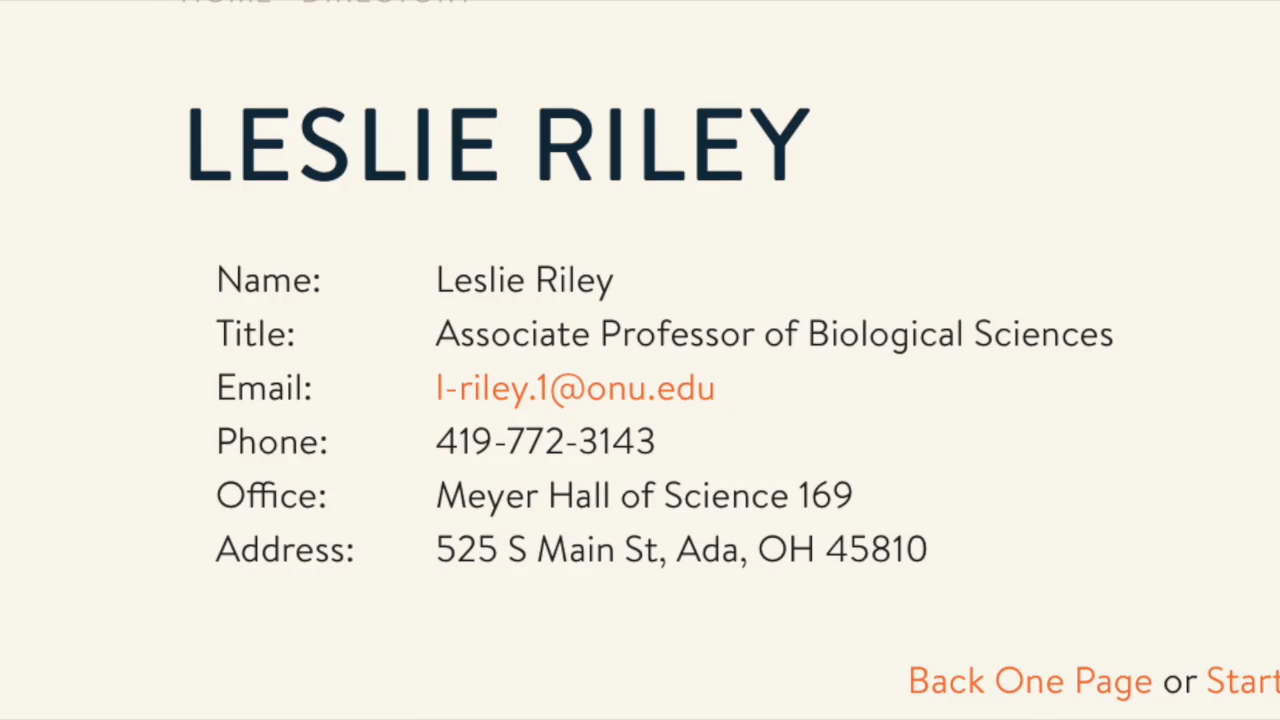 HOME DIRECTORY
LESLIE RILEY
Name: Leslie Riley
Title: Associate Professor of Biological Sciences
Email: l-riley.1@onu.edu
Phone: 419-772-3143
Office: Meyer Hall of Science 169
Address: 525 S Main St, Ada, OH 45810
Back One Page or Start